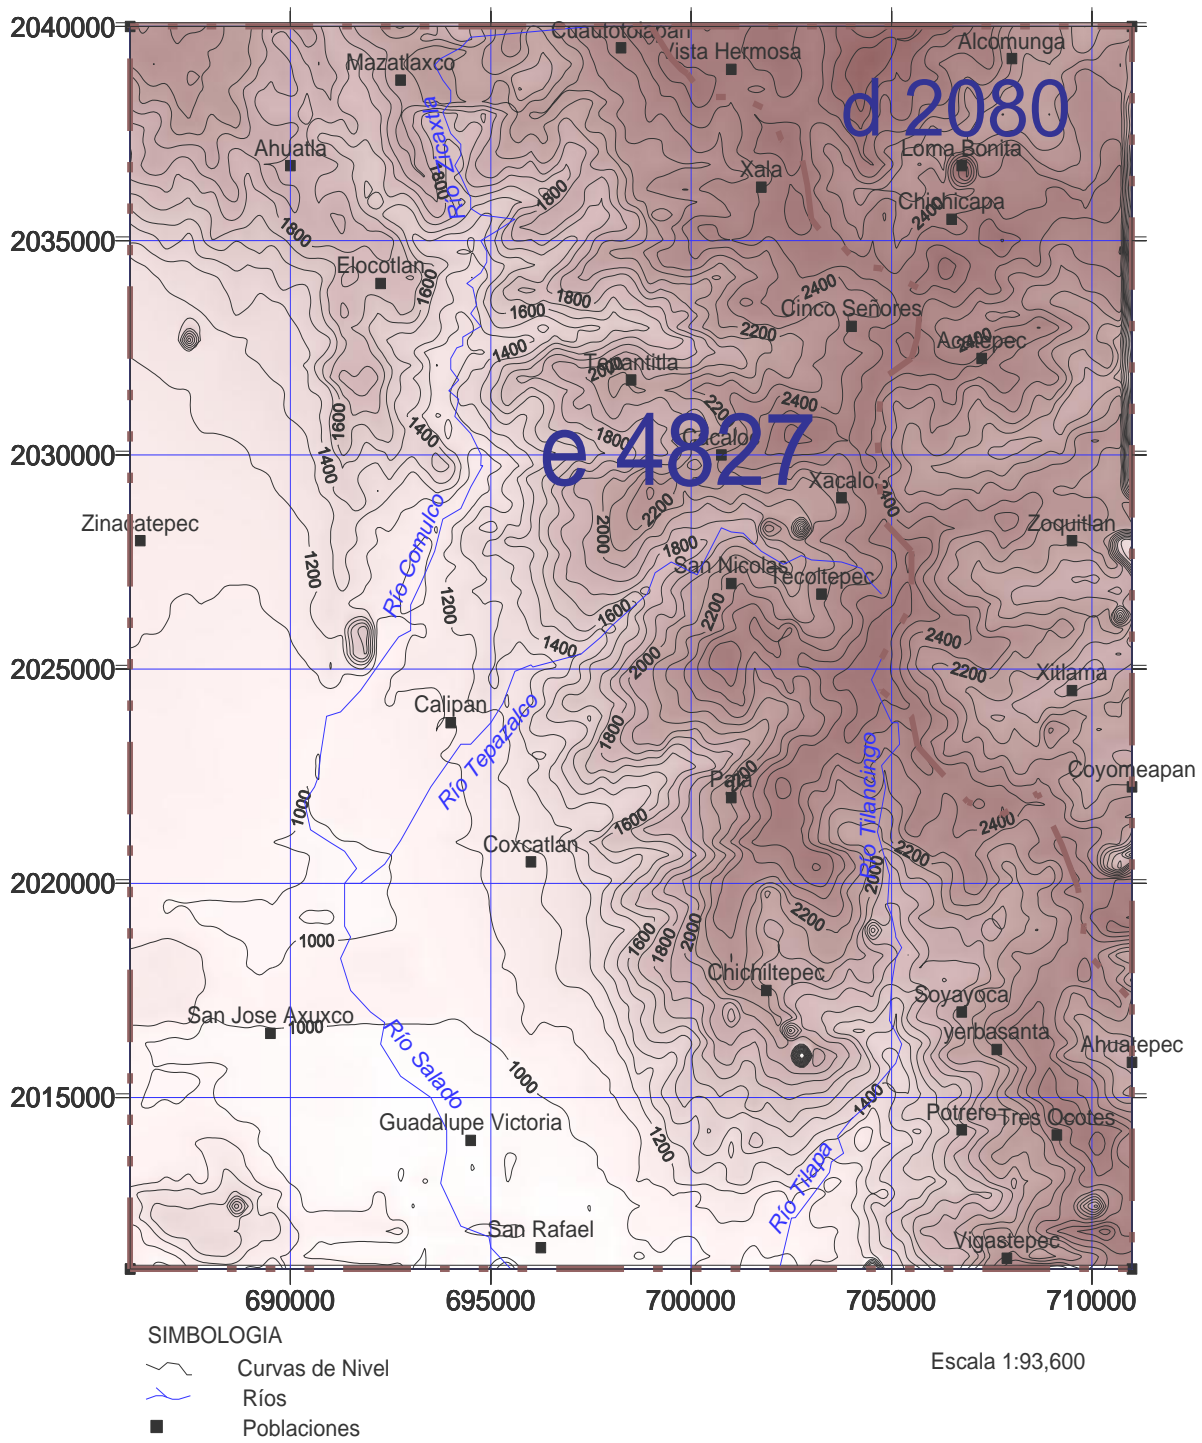 2040000
Cuautotolapan
Vista Hermosa
Alcomunga
Mazatlaxco
d 2080
Río Zicaxtla
Ahuatla
1800
Loma Bonita
Xala
1800
Chichicapa
2400
1800
2035000
Elocotlan
1600
1800
2400
1600
Cinco Señores
2200
2400
Acatepec
1400
Tepantitla
2000
2200
2400
1600
1400
1800
e 4827
2030000
1400
2200
Xacalo
2400
Río Comulco
2000
Zinacatepec
Zoquitlan
1800
San Nicolas
Tecoltepec
1200
1200
1600
2200
2400
1400
2000
2200
2025000
Xitlama
Calipan
Río Tepazalco
1800
Río Tilancingo
Coyomeapan
Pala
2200
1000
1600
2400
Coxcatlan
2200
2000
2020000
1000
1600
1800
2000
2200
Chichiltepec
Soyayoca
San Jose Axuxco
1000
yerbasanta
Ahuatepec
Río Salado
1000
1400
2015000
Guadalupe Victoria
1200
Potrero
Tres Ocotes
Río Tilapa
San Rafael
Vigastepec
690000 695000 700000 705000 710000
SIMBOLOGIA
Curvas de Nivel
Escala 1:93,600
Ríos
Poblaciones